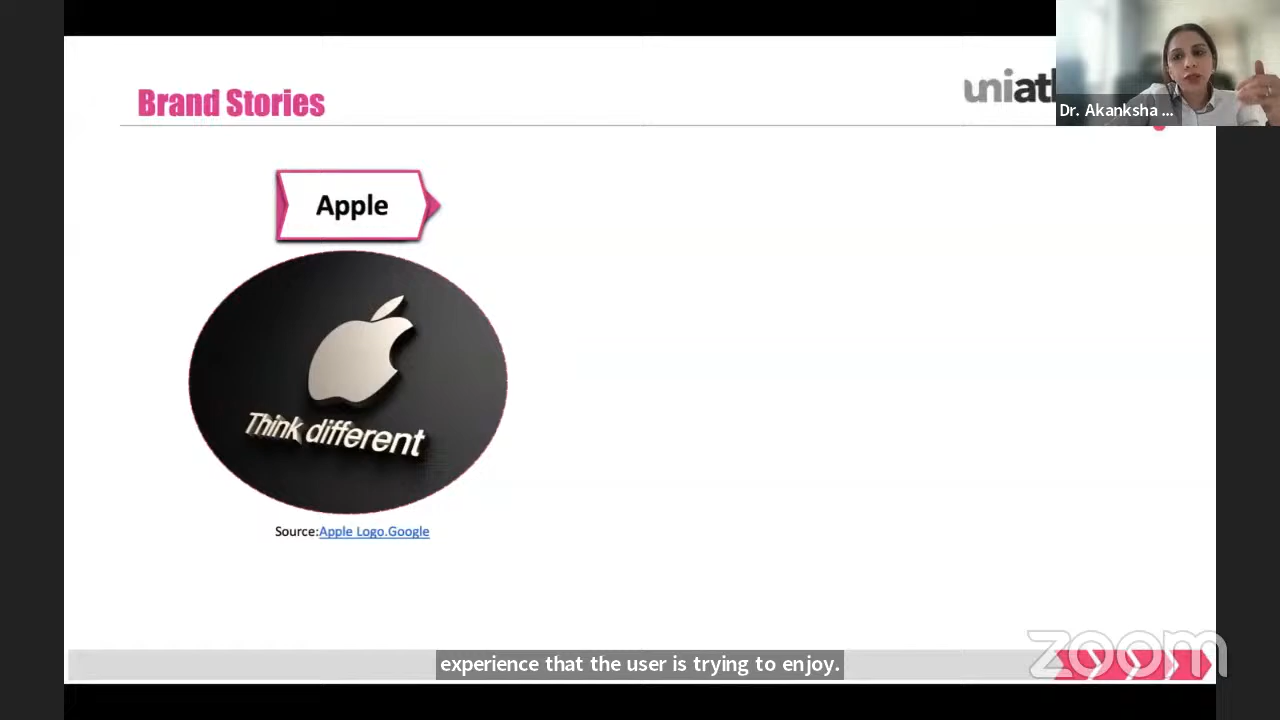 Brand Stories
uniath
Dr. Akanksha ...
Apple
Think different
Source:Apple Logo.Google
experience that the user is trying to enjoy.
zoom